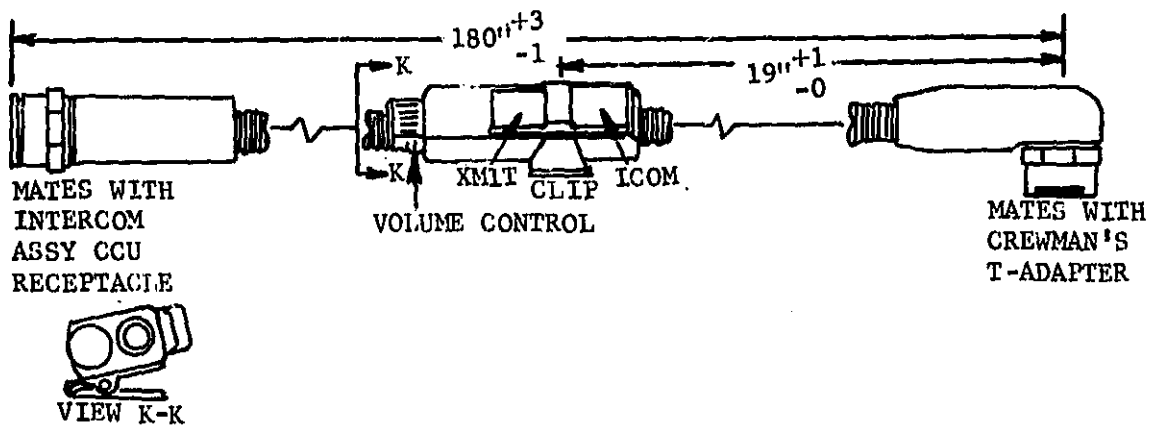 180"+3
-1
19"+1
-0
K
K
XMIT
CLIP
ICOM
VOLUME CONTROL
MATES WITH
INTERCOM
ASSY CCU
RECEPTACLE
MATES WITH
CREWMAN'S
T-ADAPTER
VIEW K-K